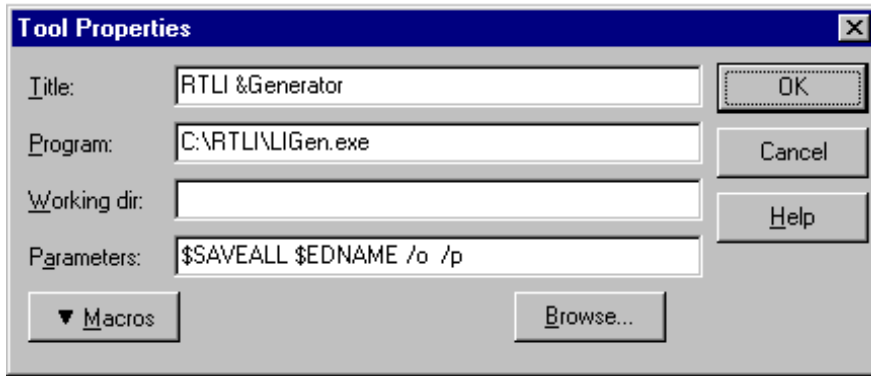 Tool Properties
Title: RTLI &Generator OK
Program: C:\RTLI\LIGen.exe Cancel
Working dir: Help
Parameters: $SAVEALL $EDNAME /o /p
▼ Macros Browse...